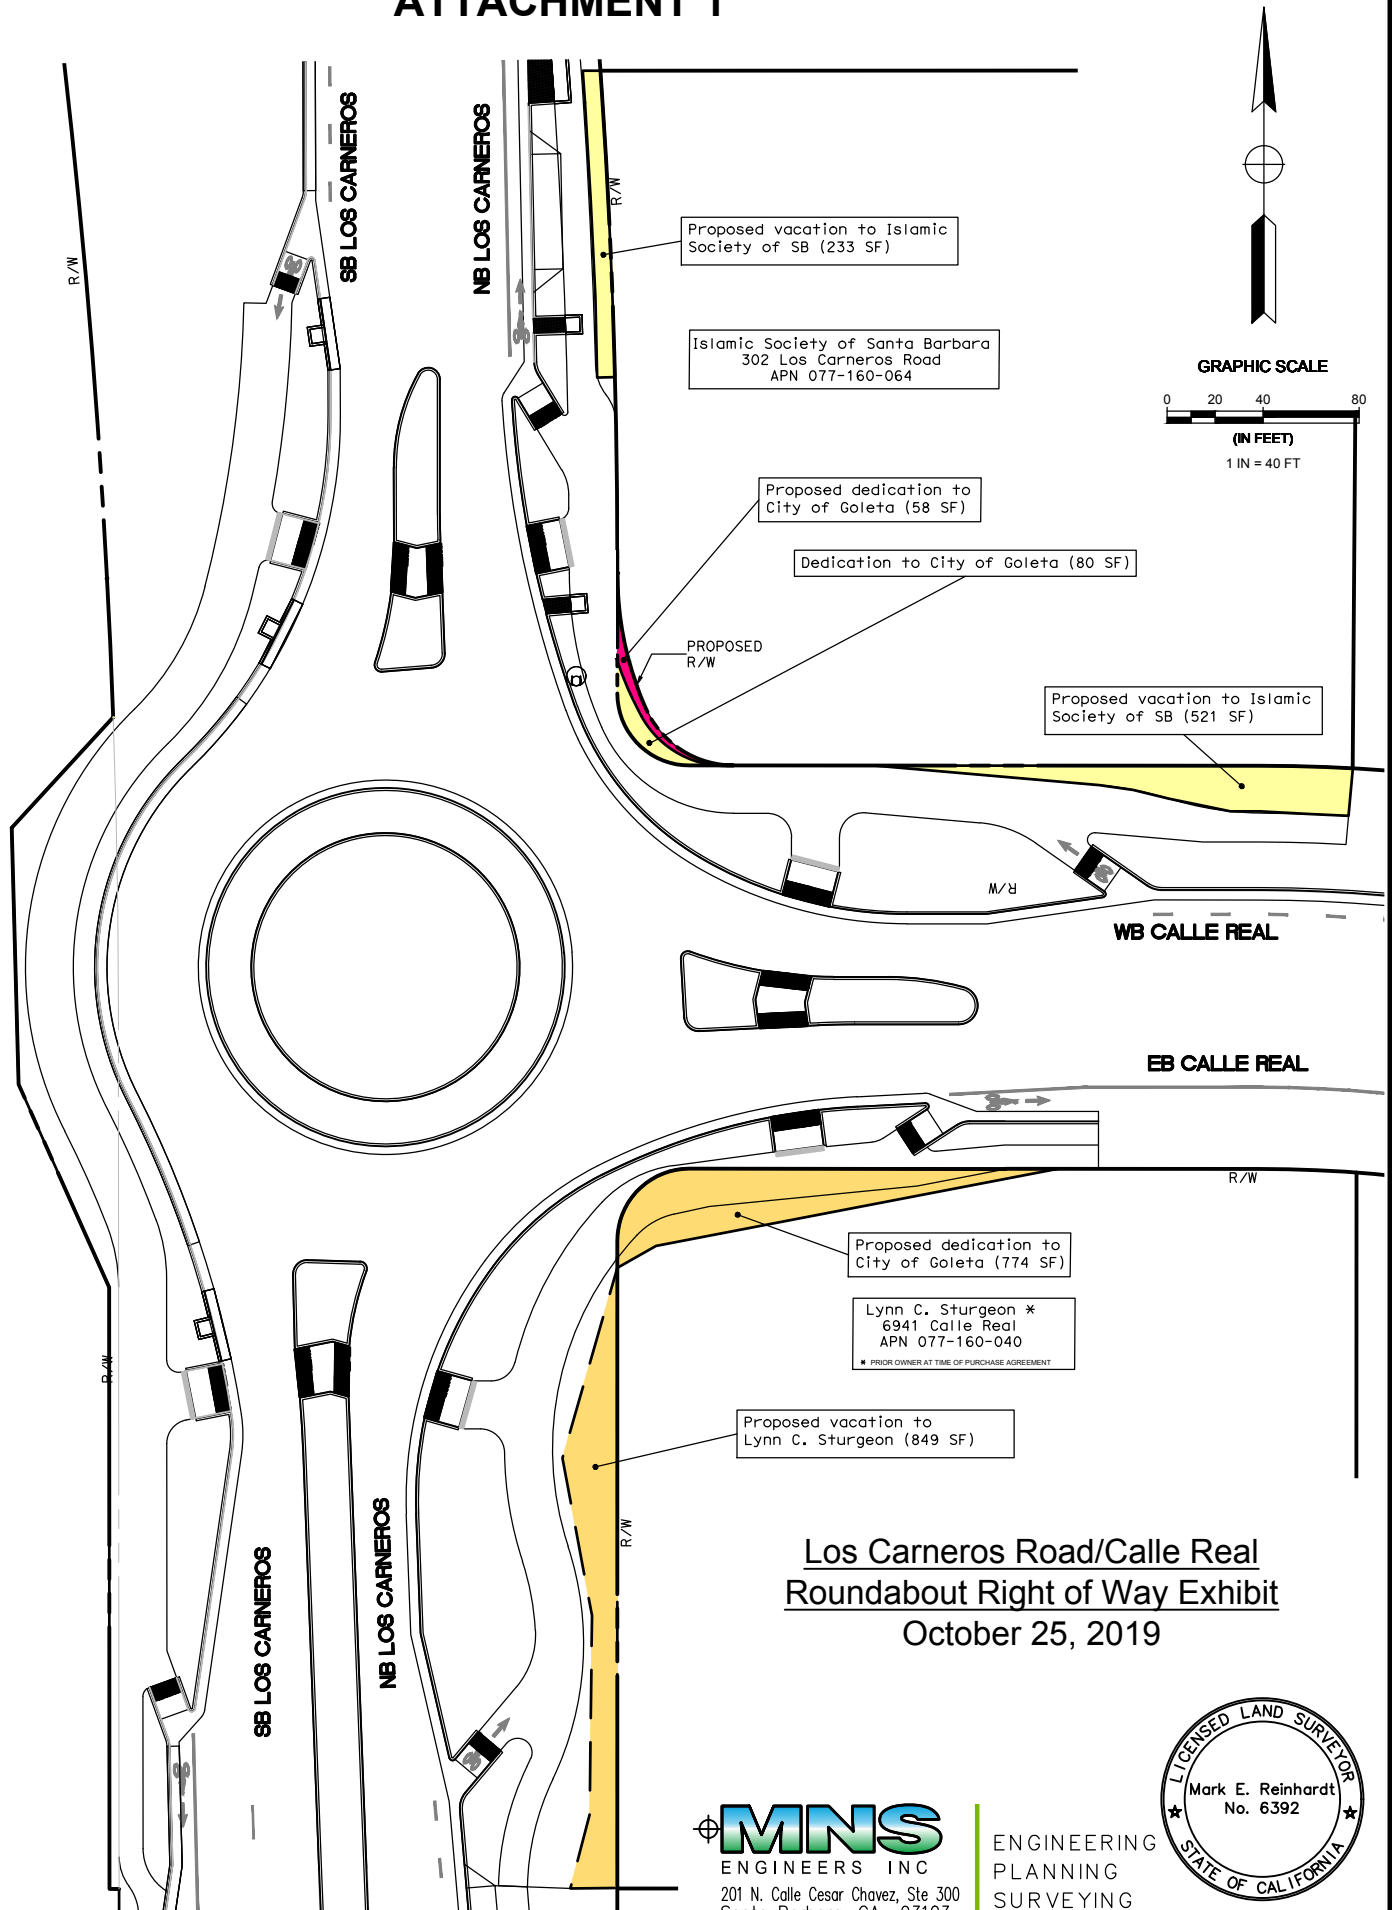 ATTACHMENT 1
SB LOS CARNEROS
NB LOS CARNEROS
R/W
R/W
Proposed vacation to Islamic
Society of SB (233 SF)
Islamic Society of Santa Barbara
302 Los Carneros Road
APN 077-160-064
GRAPHIC SCALE
0 20 40 80
(IN FEET)
1 IN = 40 FT
Proposed dedication to
City of Goleta (58 SF)
Dedication to City of Goleta (80 SF)
PROPOSED
R/W
Proposed vacation to Islamic
Society of SB (521 SF)
R/W
WB CALLE REAL
EB CALLE REAL
R/W
Proposed dedication to
City of Goleta (774 SF)
Lynn C. Sturgeon *
6941 Calle Real
APN 077-160-040
* PRIOR OWNER AT TIME OF PURCHASE AGREEMENT
R/W
Proposed vacation to
Lynn C. Sturgeon (849 SF)
R/W
SB LOS CARNEROS
NB LOS CARNEROS
Los Carneros Road/Calle Real
Roundabout Right of Way Exhibit
October 25, 2019
LICENSED LAND SURVEYOR
Mark E. Reinhardt
No. 6392
STATE OF CALIFORNIA
MNS
ENGINEERS INC
201 N. Calle Cesar Chavez, Ste 300
Santa Barbara, CA 93103
ENGINEERING
PLANNING
SURVEYING